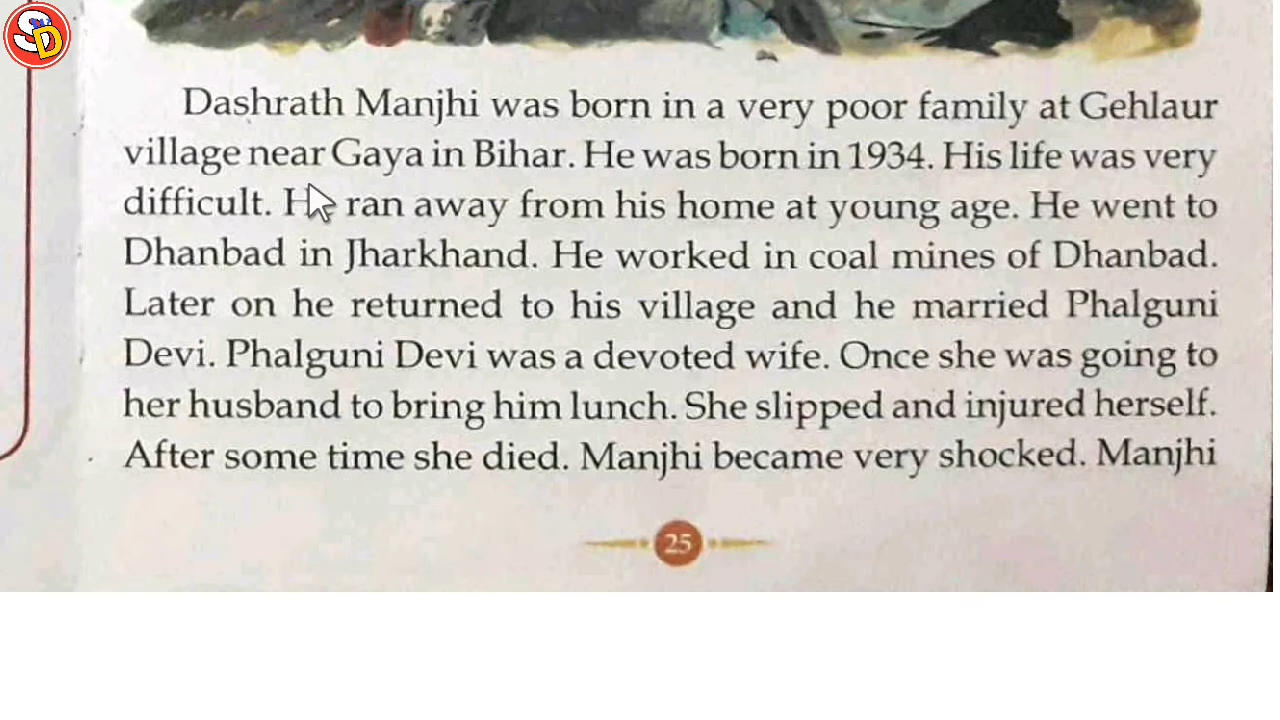 SD
Dashrath Manjhi was born in a very poor family at Gehlaur
village near Gaya in Bihar. He was born in 1934. His life was very
difficult. H ran away from his home at young age. He went to
Dhanbad in Jharkhand. He worked in coal mines of Dhanbad.
Later on he returned to his village and he married Phalguni
Devi. Phalguni Devi was a devoted wife. Once she was going to
her husband to bring him lunch. She slipped and injured herself.
After some time she died. Manjhi became very shocked. Manjhi
25